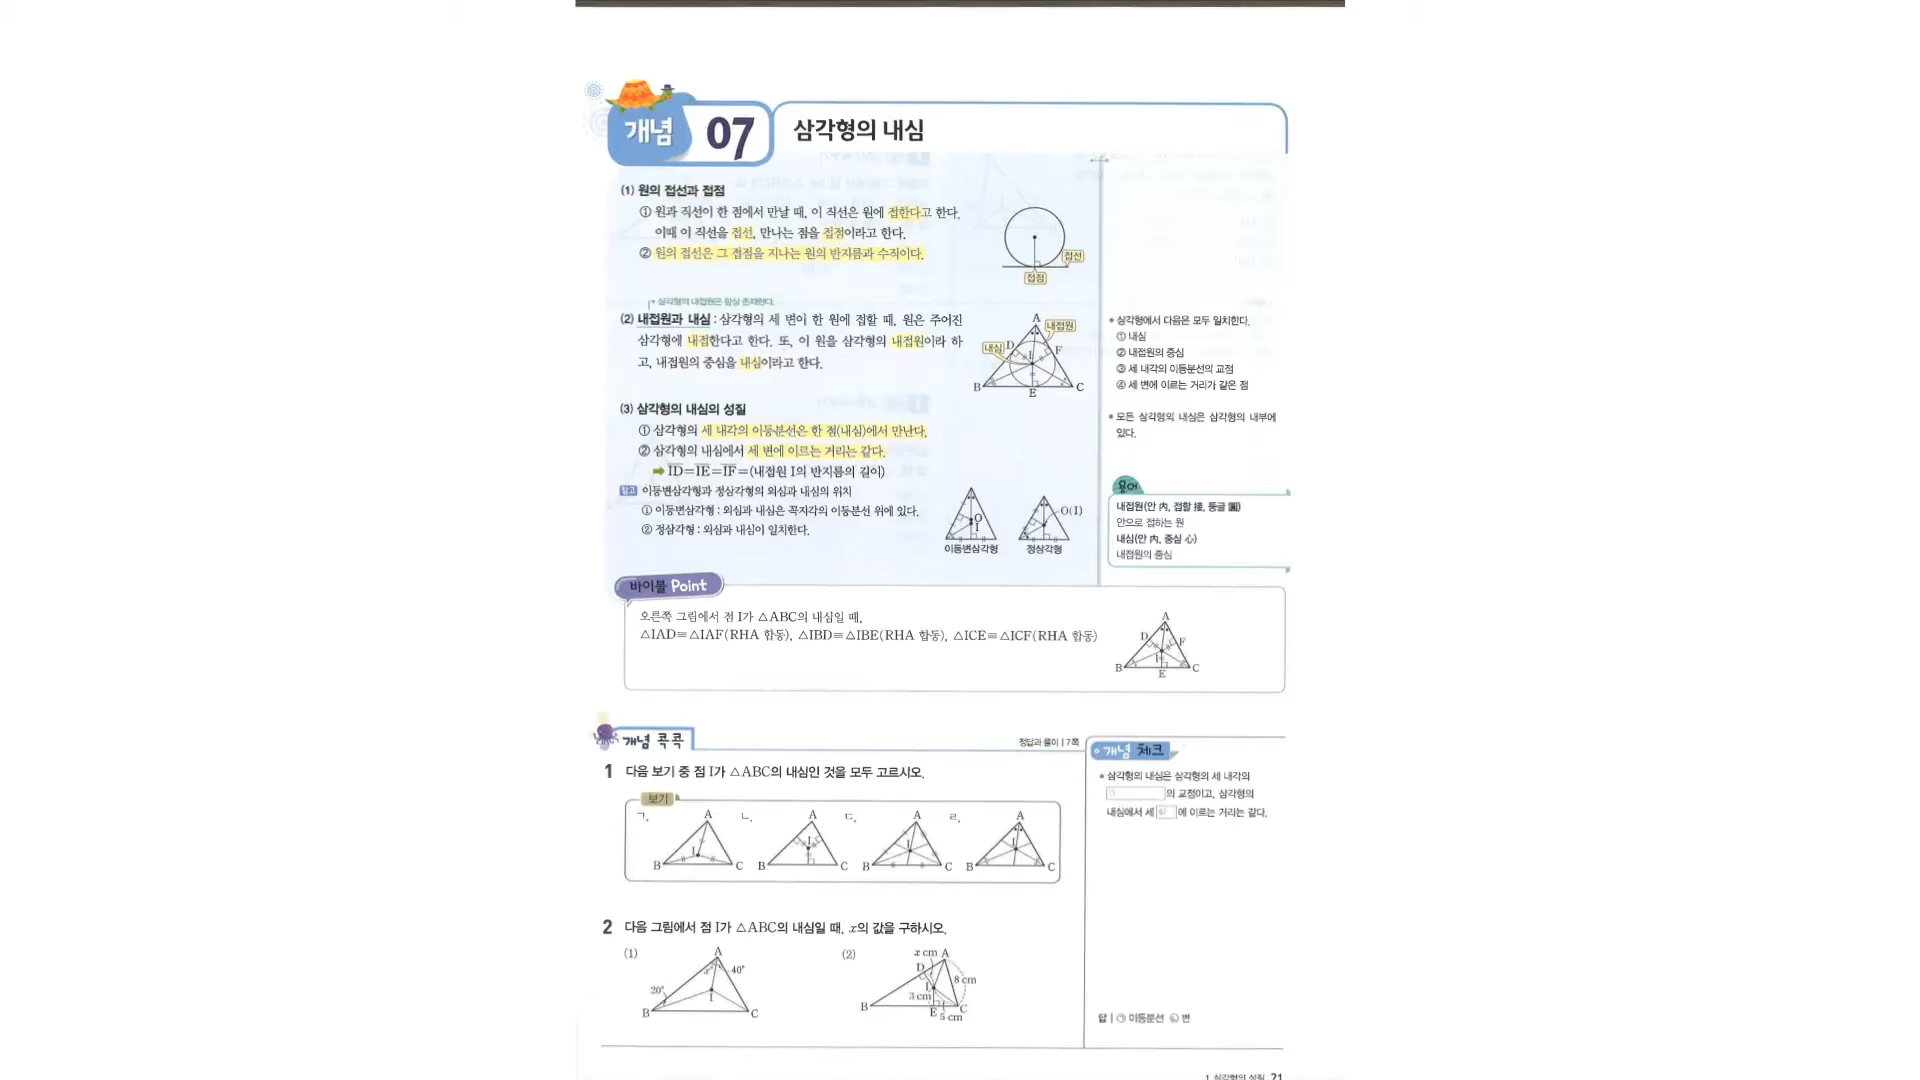 개념 07 삼각형의 내심
(1) 원의 접선과 접점
① 원과 직선이 한 점에서 만날 때, 이 직선은 원에 접한다고 한다.
이때 이 직선을 접선, 만나는 점을 접점이라고 한다.
② 원의 접선은 그 접점을 지나는 원의 반지름과 수직이다.
접선
접점
삼각형의 내접원은 항상 존재한다.
(2) 내접원과 내심 : 삼각형의 세 변이 한 원에 접할 때, 원은 주어진
삼각형에 내접한다고 한다. 또, 이 원을 삼각형의 내접원이라 하
고, 내접원의 중심을 내심이라고 한다.
A
내접원
내심 D I F
B E C
(3) 삼각형의 내심의 성질
① 삼각형의 세 내각의 이등분선은 한 점(내심)에서 만난다.
② 삼각형의 내심에서 세 변에 이르는 거리는 같다.
➡ ID=IE=IF=(내접원 I의 반지름의 길이)
참고 이등변삼각형과 정삼각형의 외심과 내심의 위치
① 이등변삼각형 : 외심과 내심은 꼭지각의 이등분선 위에 있다.
② 정삼각형 : 외심과 내심이 일치한다.
O
I
이등변삼각형
O(I)
정삼각형
• 삼각형에서 다음은 모두 일치한다.
① 내심
② 내접원의 중심
③ 세 내각의 이등분선의 교점
④ 세 변에 이르는 거리가 같은 점
• 모든 삼각형의 내심은 삼각형의 내부에
있다.
용어
내접원(안 內, 접할 接, 둥글 圓)
안으로 접하는 원
내심(안 內, 중심 心)
내접원의 중심
바이블 Point
오른쪽 그림에서 점 I가 △ABC의 내심일 때,
△IAD≡△IAF(RHA 합동), △IBD≡△IBE(RHA 합동), △ICE≡△ICF(RHA 합동)
A
D F
I
B E C
개념 콕콕
정답과 풀이 | 7쪽
1 다음 보기 중 점 I가 △ABC의 내심인 것을 모두 고르시오.
보기
ㄱ. A I B C
ㄴ. A I B C
ㄷ. A I B C
ㄹ. A I B C
2 다음 그림에서 점 I가 △ABC의 내심일 때, x의 값을 구하시오.
(1) A x° 40° 20° I B C
(2) x cm A D 8 cm I 3 cm B E C 5 cm
개념 체크
• 삼각형의 내심은 삼각형의 세 내각의
㉠ 의 교점이고, 삼각형의
내심에서 세 ㉡ 에 이르는 거리는 같다.
답 | ㉠ 이등분선 ㉡ 변
1. 삼각형의 성질 21